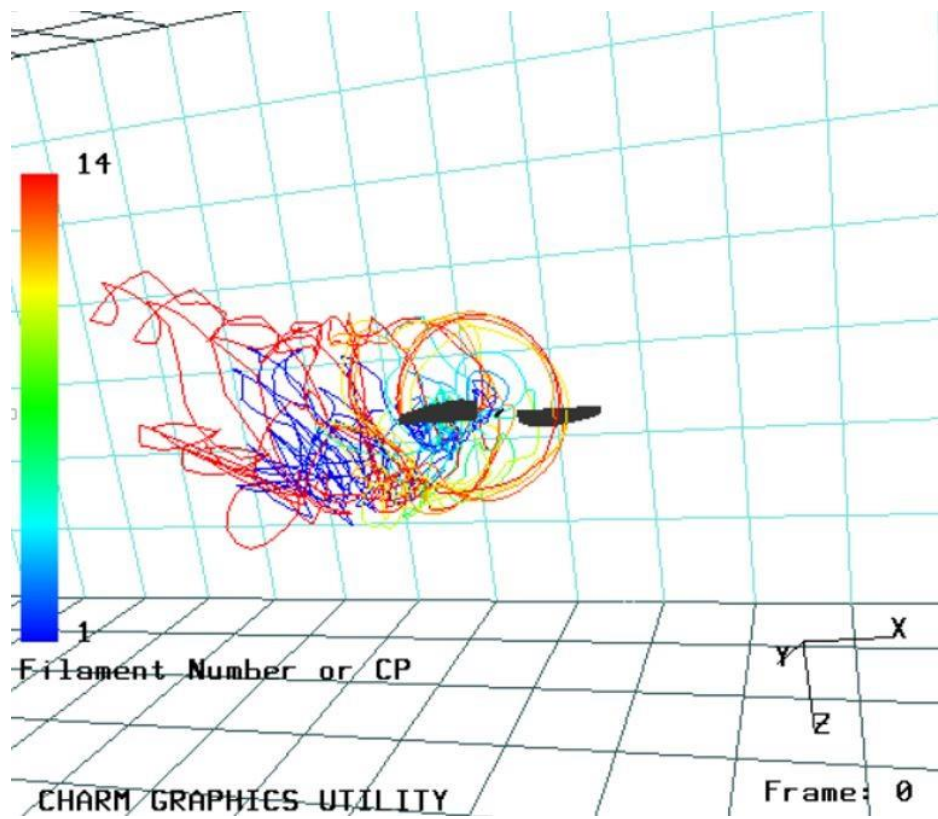 14
1
Filament Number or CP
X
Y
Z
CHARM GRAPHICS UTILITY
Frame: 0